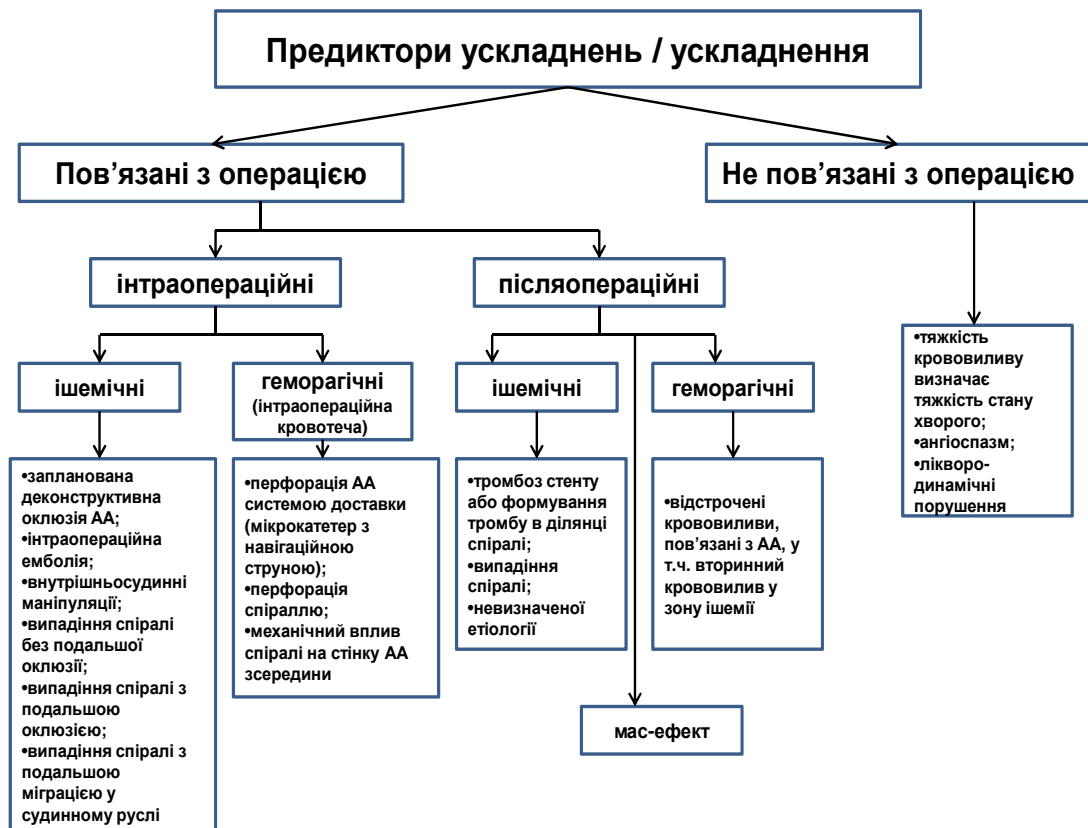 Предиктори ускладнень / ускладнення
Пов’язані з операцією
Не пов’язані з операцією
інтраопераційні
післяопераційні
ішемічні
геморагічні
(інтраопераційна
кровотеча)
ішемічні
геморагічні
•тяжкість
крововиливу
визначає
тяжкість стану
хворого;
•ангіоспазм;
•лікворо-
динамічні
порушення
•запланована
деконструктивна
оклюзія АА;
•інтраопераційна
емболія;
•внутрішньосудинні
маніпуляції;
•випадіння спіралі
без подальшої
оклюзії;
•випадіння спіралі з
подальшою
оклюзією;
•випадіння спіралі з
подальшою
міграцією у
судинному руслі
•перфорація АА
системою доставки
(мікрокатетер з
навігаційною
струною);
•перфорація
спіраллю;
•механічний вплив
спіралі на стінку АА
зсередини
•тромбоз стенту
або формування
тромбу в ділянці
спіралі;
•випадіння
спіралі;
•невизначеної
етіології
•відстрочені
крововиливи,
пов’язані з АА, у
т.ч. вторинний
крововилив у
зону ішемії
мас-ефект